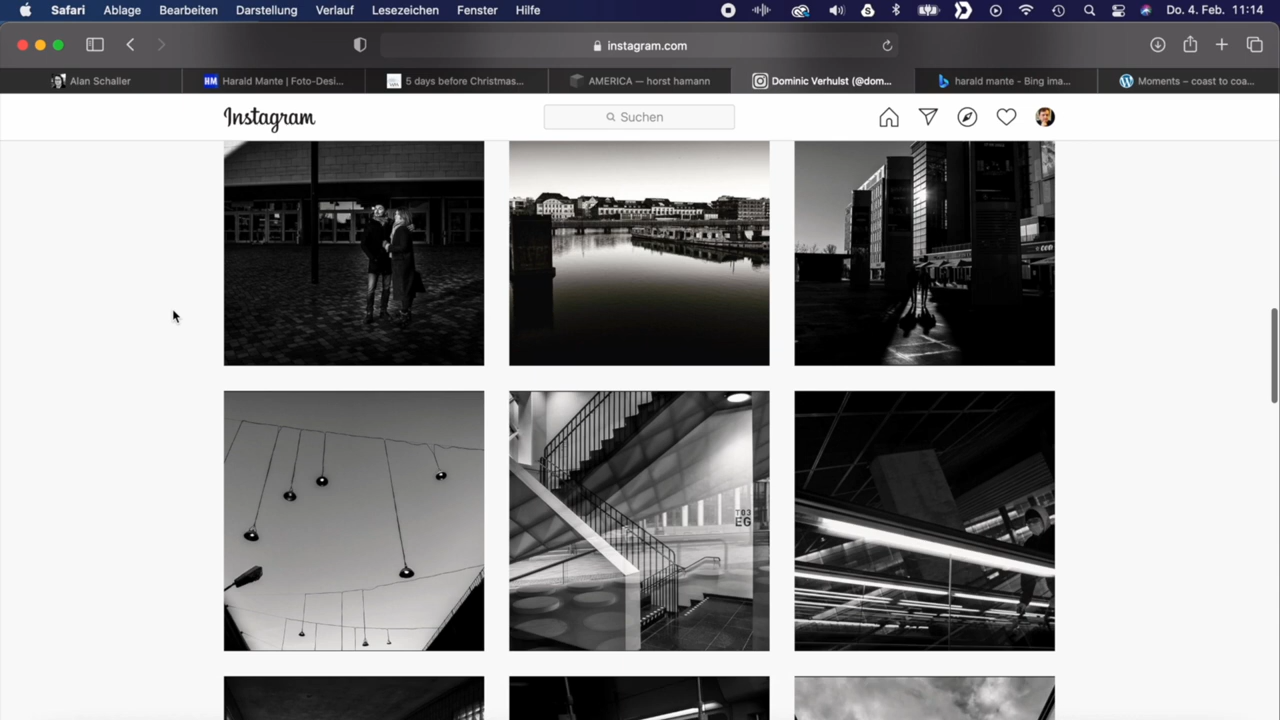 Safari Ablage Bearbeiten Darstellung Verlauf Lesezeichen Fenster Hilfe Do. 4. Feb. 11:14
instagram.com
Alan Schaller HM Harald Mante | Foto-Desi... 5 days before Christmas... AMERICA — horst hamann Dominic Verhulst (@dom... harald mante - Bing ima... Moments – coast to coa...
Instagram Suchen
T03
EG